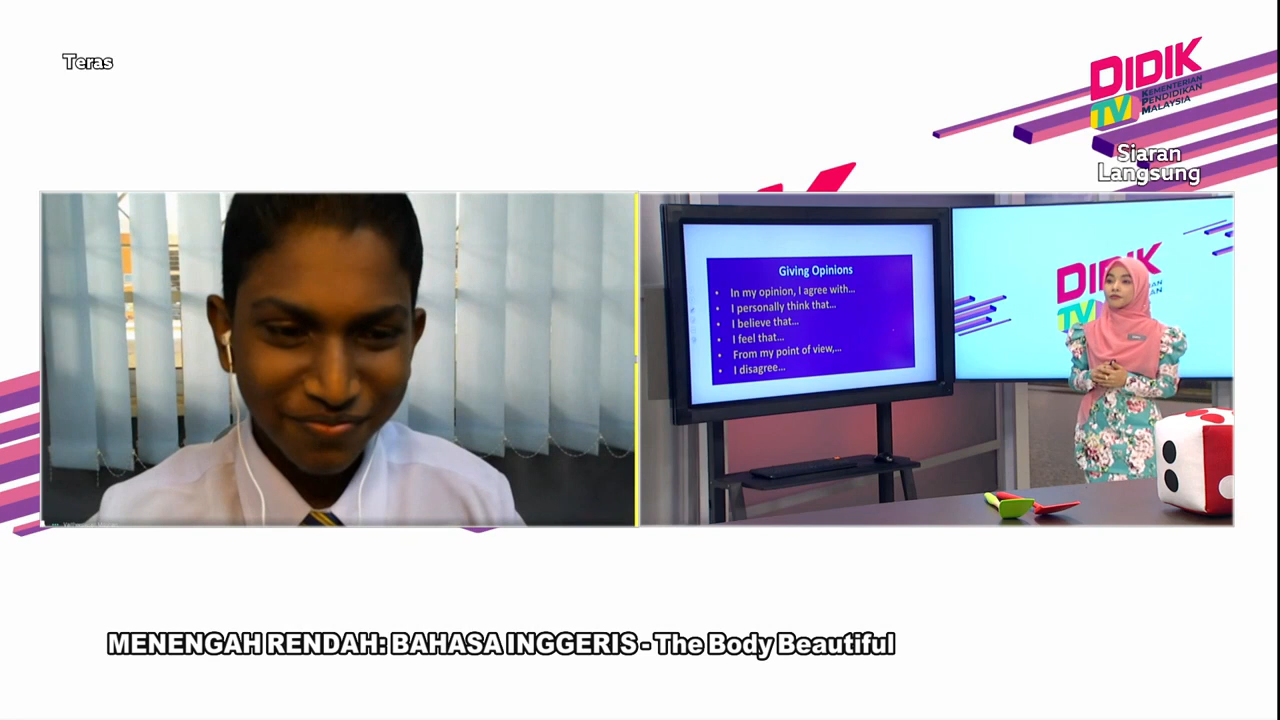 Teras
DIDIK
TV
KEMENTERIAN
PENDIDIKAN
MALAYSIA
Siaran
Langsung
Giving Opinions
• In my opinion, I agree with...
• I personally think that...
• I believe that...
• I feel that...
• From my point of view,...
• I disagree...
DIDIK
TV
MENENGAH RENDAH: BAHASA INGGERIS - The Body Beautiful